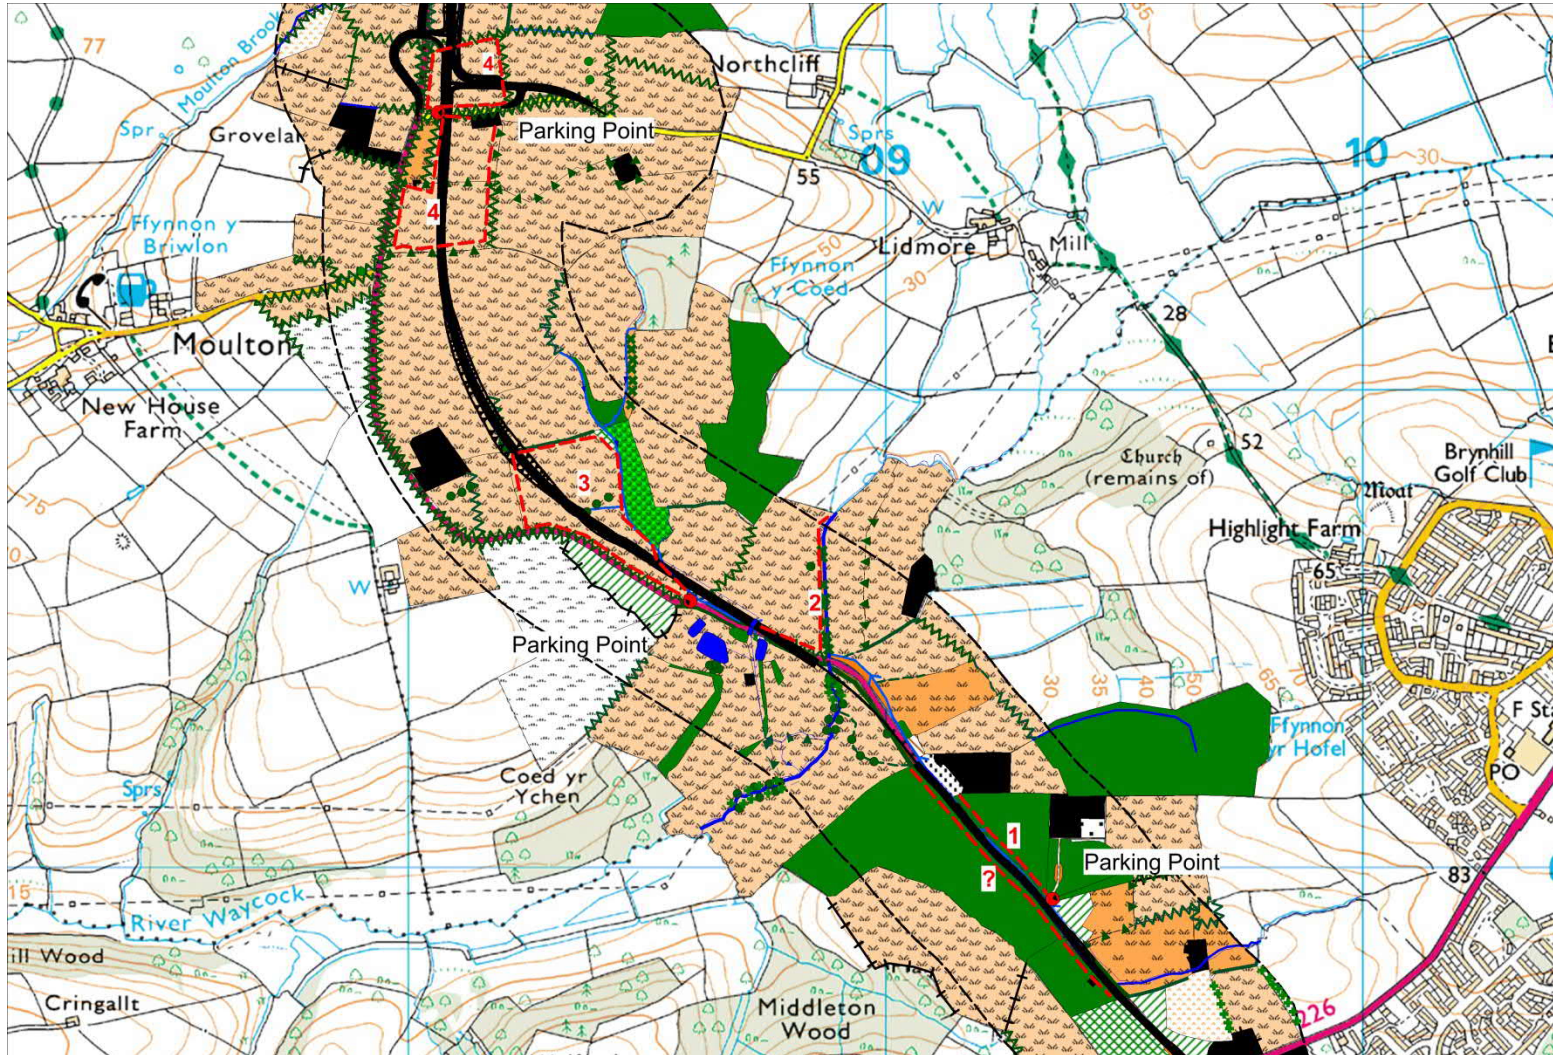 77
Moulton Brook
Spr
4
Northcliff
Parking Point
Sprs
09
10
30
55
W
Ffynnon y
Briwlon
4
Lidmore
Mill
Ffynnon
y Coed
50
30
28
Moulton
New House
Farm
52
Church
(remains of)
Brynhill
Golf Club
Moat
75
3
Highlight Farm
65
0
W
2
Parking Point
30
35
40
50
65
70
F Sta
Ffynnon
yr Hofel
PO
Coed yr
Ychen
Sprs
1
Parking Point
?
83
15
River Waycock
ill Wood
Cringallt
Middleton
Wood
226